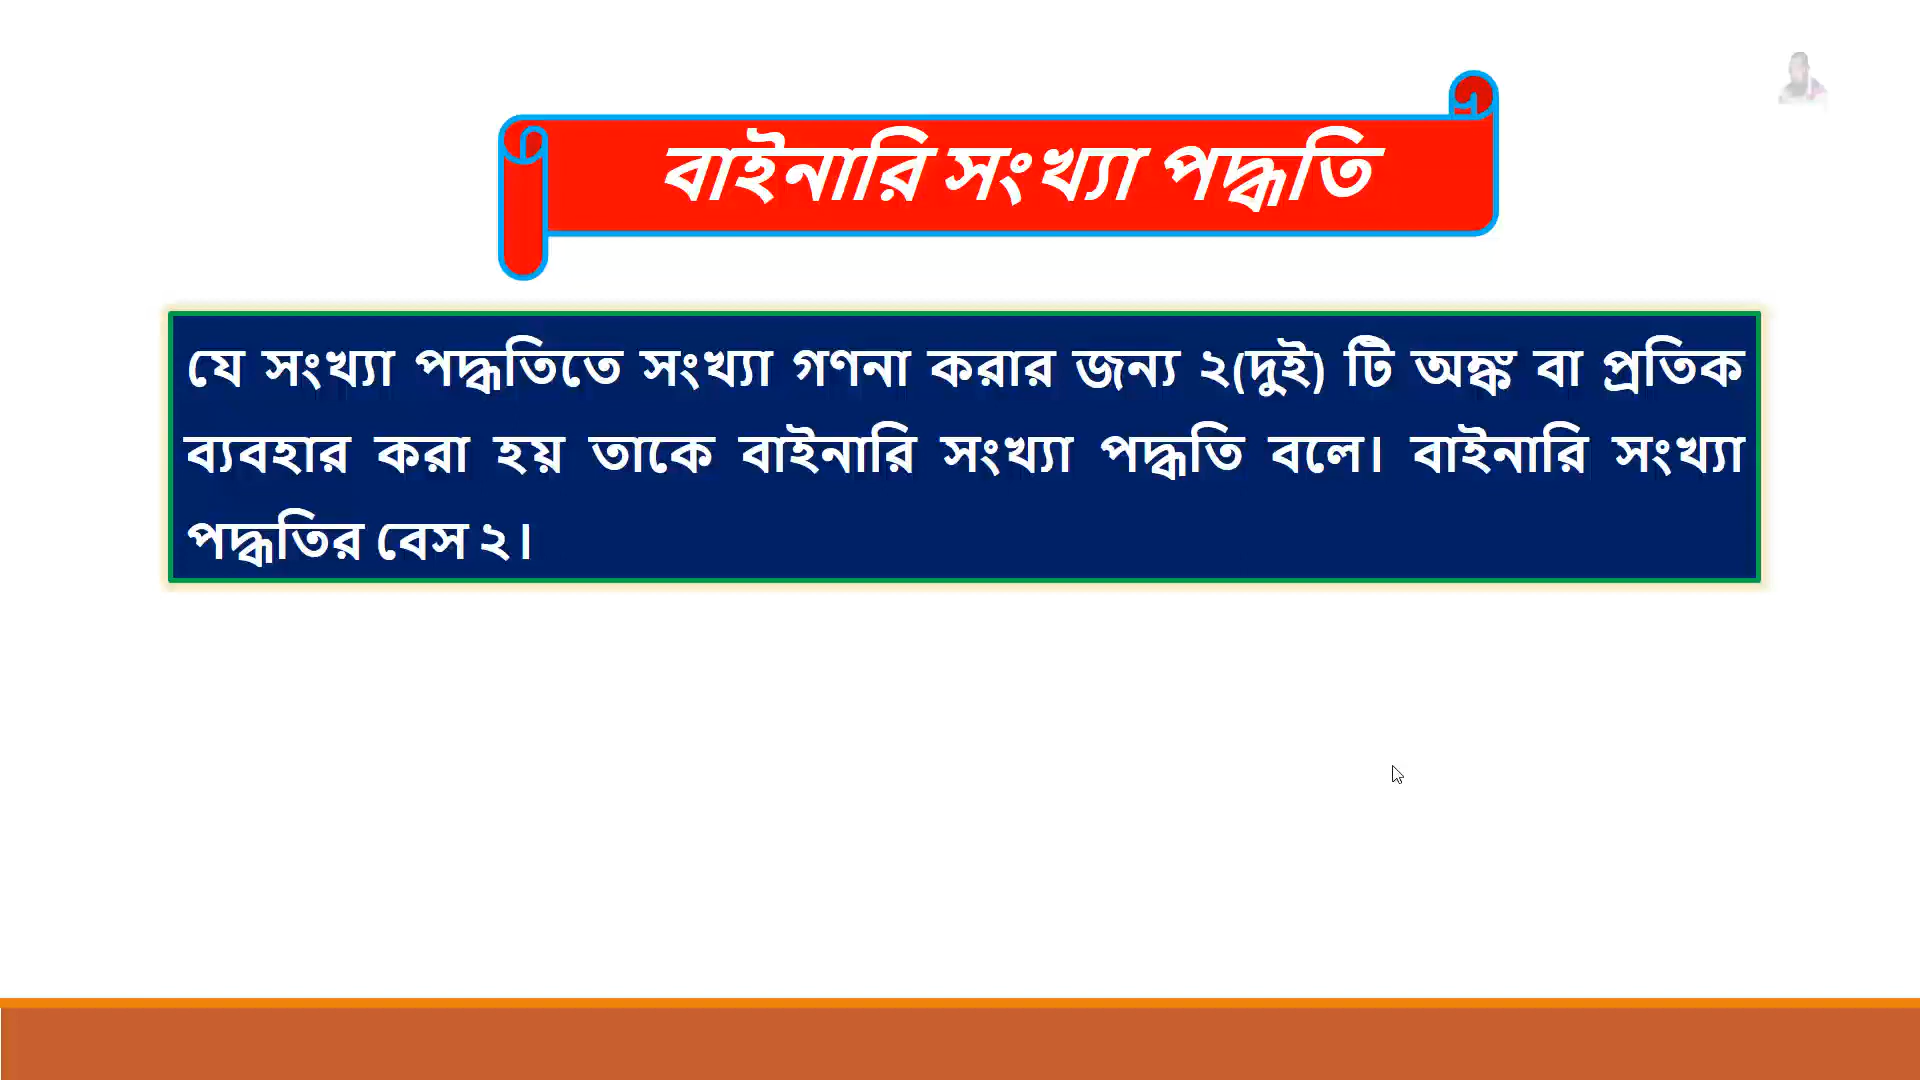 বাইনারি সংখ্যা পদ্ধতি
যে সংখ্যা পদ্ধতিতে সংখ্যা গণনা করার জন্য ২(দুই) টি অঙ্ক বা প্রতিক
ব্যবহার করা হয় তাকে বাইনারি সংখ্যা পদ্ধতি বলে। বাইনারি সংখ্যা
পদ্ধতির বেস ২।